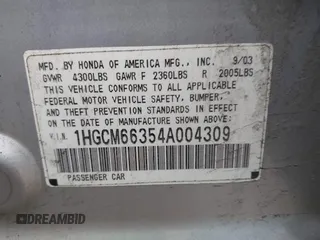 MFD. BY HONDA OF AMERICA MFG., INC. 9/03
GVWR 4300LBS GAWR F 2360LBS R 2005LBS
THIS VEHICLE CONFORMS TO ALL APPLICABLE
FEDERAL MOTOR VEHICLE SAFETY, BUMPER,
AND THEFT PREVENTION STANDARDS IN EFFECT
ON THE DATE OF MANUFACTURE SHOWN ABOVE.
V.I.N. 1HGCM66354A004309
PASSENGER CAR
DREAMBID